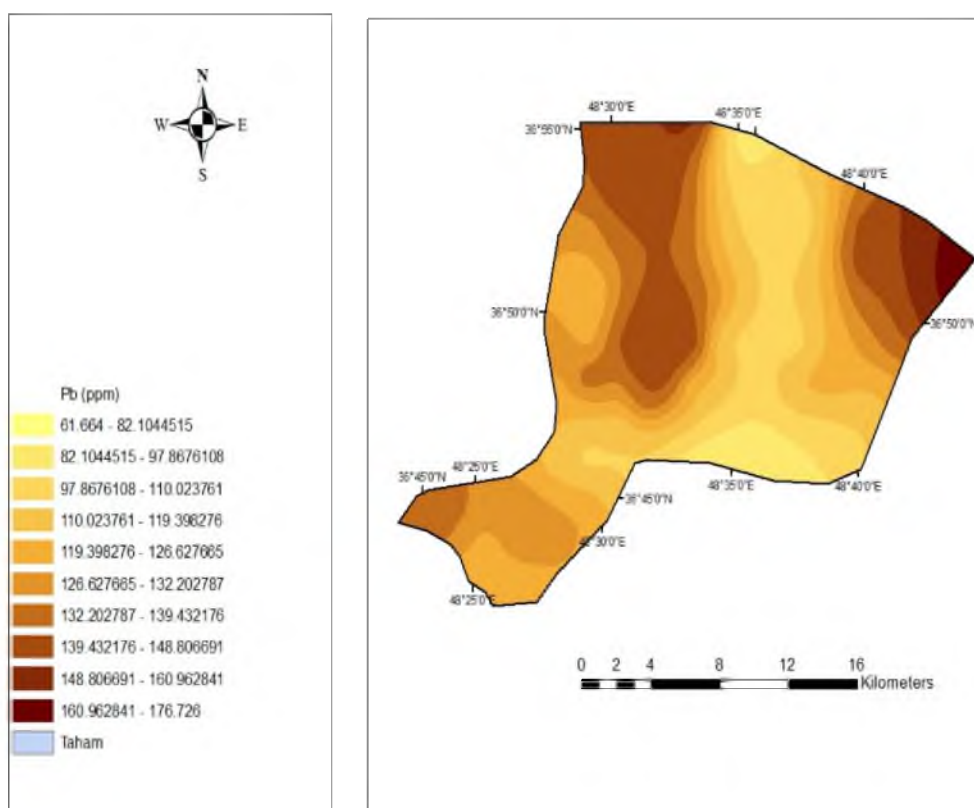 N
W E
S
Pb (ppm)
61.664 - 82.1044515
82.1044515 - 97.8676108
97.8676108 - 110.023761
110.023761 - 119.398276
119.398276 - 126.627665
126.627665 - 132.202787
132.202787 - 139.432176
139.432176 - 148.806691
148.806691 - 160.962841
160.962841 - 176.726
Taham
48°30'0"E
48°35'0"E
36°55'0"N
48°40'0"E
36°50'0"N
36°50'0"N
36°45'0"N
48°25'0"E
36°45'0"N
48°35'0"E
48°40'0"E
48°30'0"E
48°25'0"E
0 2 4 8 12 16
Kilometers